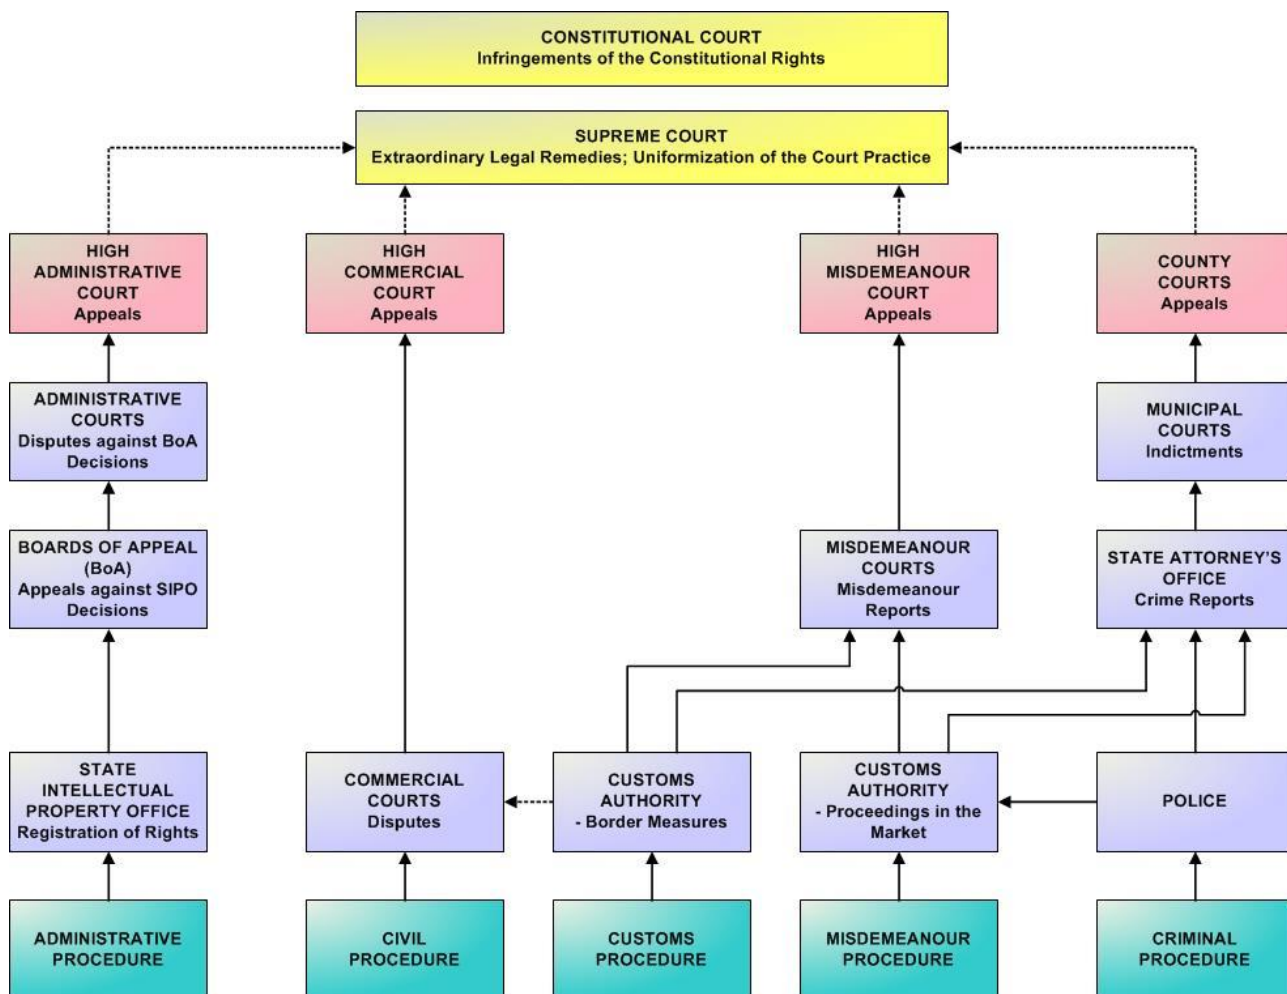 CONSTITUTIONAL COURT
Infringements of the Constitutional Rights
SUPREME COURT
Extraordinary Legal Remedies; Uniformization of the Court Practice
HIGH
ADMINISTRATIVE
COURT
Appeals
HIGH
COMMERCIAL
COURT
Appeals
HIGH
MISDEMEANOUR
COURT
Appeals
COUNTY
COURTS
Appeals
ADMINISTRATIVE
COURTS
Disputes against BoA
Decisions
MUNICIPAL
COURTS
Indictments
BOARDS OF APPEAL
(BoA)
Appeals against SIPO
Decisions
MISDEMEANOUR
COURTS
Misdemeanour
Reports
STATE ATTORNEY'S
OFFICE
Crime Reports
STATE
INTELLECTUAL
PROPERTY OFFICE
Registration of Rights
COMMERCIAL
COURTS
Disputes
CUSTOMS
AUTHORITY
- Border Measures
CUSTOMS
AUTHORITY
- Proceedings in the
Market
POLICE
ADMINISTRATIVE
PROCEDURE
CIVIL
PROCEDURE
CUSTOMS
PROCEDURE
MISDEMEANOUR
PROCEDURE
CRIMINAL
PROCEDURE